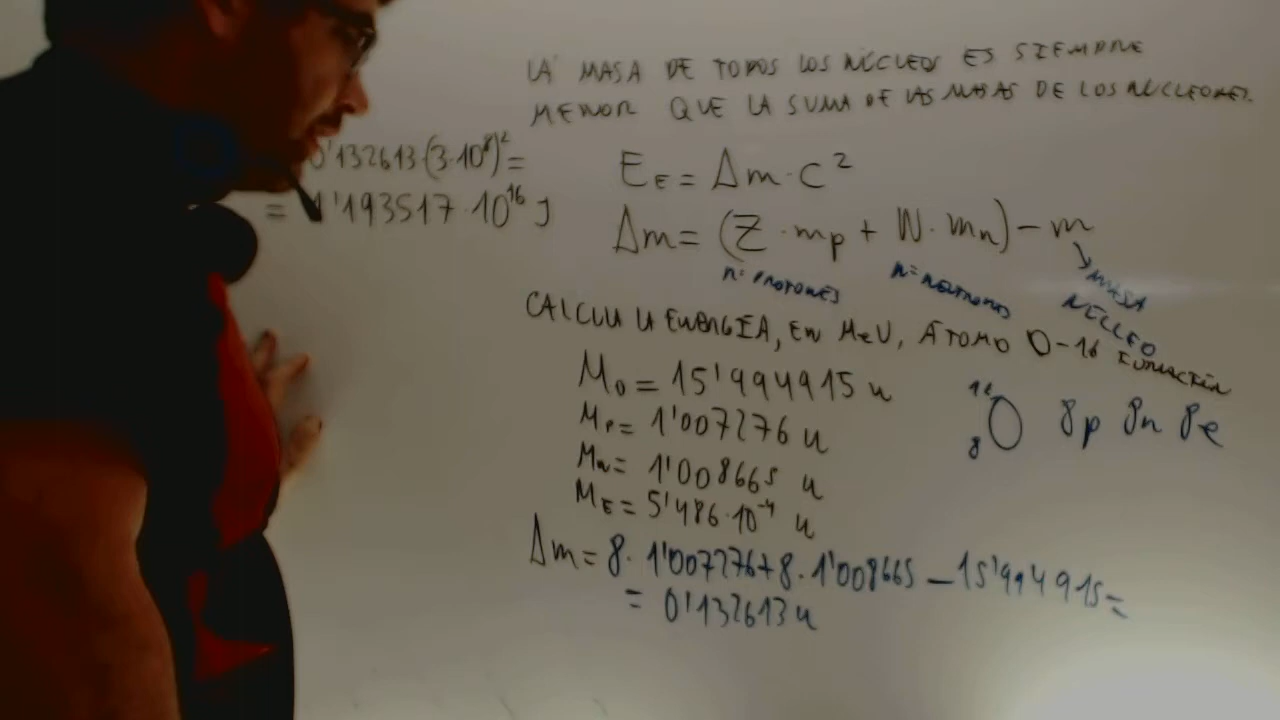 LA MASA DE TODOS LOS NÚCLEOS ES SIEMPRE
MENOR QUE LA SUMA DE LAS MASAS DE LOS NUCLEONES.
0'132613·(3·10⁸)² =
= 1'193517·10¹⁶ J
E_E = Δm·c²
Δm = (Z·m_p + N·m_n) − m
nº PROTONES
nº NEUTRONES
MASA
NÚCLEO
CALCULA LA ENERGÍA, EN MeV, ÁTOMO O-16 FORMACIÓN
M_O = 15'994915 u
M_P = 1'007276 u
M_N = 1'008665 u
M_E = 5'486·10⁻⁴ u
¹⁶₈O 8p 8n 8e
Δm = 8·1'007276+8·1'008665 − 15'994915 =
= 0'132613 u